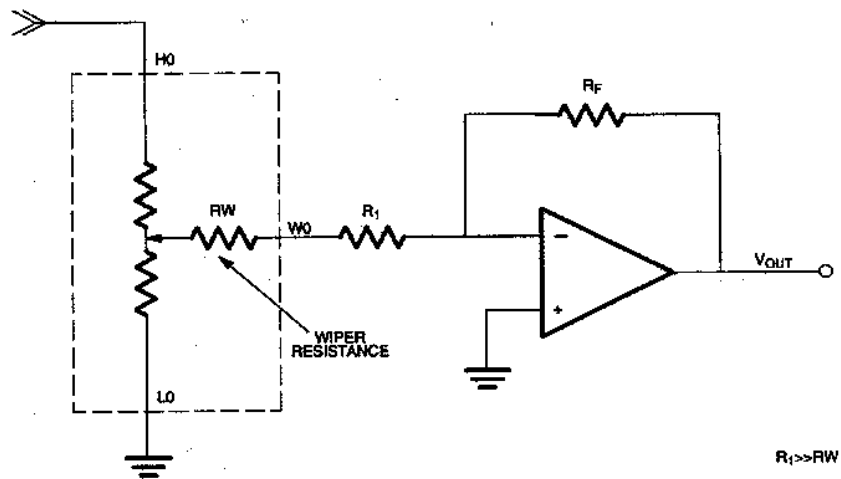 H0
RF
RW
W0
R1
−
+
VOUT
WIPER
RESISTANCE
L0
R1>>RW